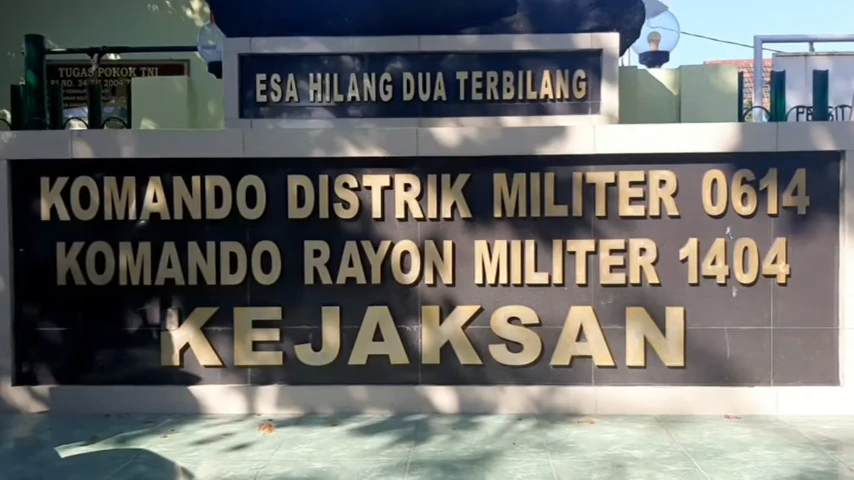 TUGAS POKOK TNI
ESA HILANG DUA TERBILANG
KOMANDO DISTRIK MILITER 0614
KOMANDO RAYON MILITER 1404
KEJAKSAN